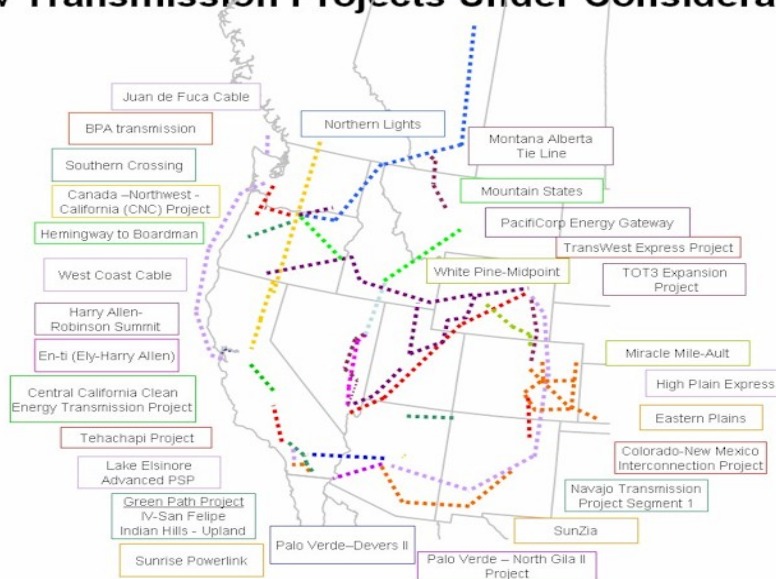 Transmission Projects Under Considera
Juan de Fuca Cable
BPA transmission
Southern Crossing
Canada –Northwest -
California (CNC) Project
Hemingway to Boardman
West Coast Cable
Harry Allen-
Robinson Summit
En-ti (Ely-Harry Allen)
Central California Clean
Energy Transmission Project
Tehachapi Project
Lake Elsinore
Advanced PSP
Green Path Project
IV-San Felipe
Indian Hills - Upland
Sunrise Powerlink
Northern Lights
Montana Alberta
Tie Line
Mountain States
PacifiCorp Energy Gateway
TransWest Express Project
White Pine-Midpoint
TOT3 Expansion
Project
Miracle Mile-Ault
High Plain Express
Eastern Plains
Colorado-New Mexico
Interconnection Project
Navajo Transmission
Project Segment 1
SunZia
Palo Verde–Devers II
Palo Verde – North Gila II
Project